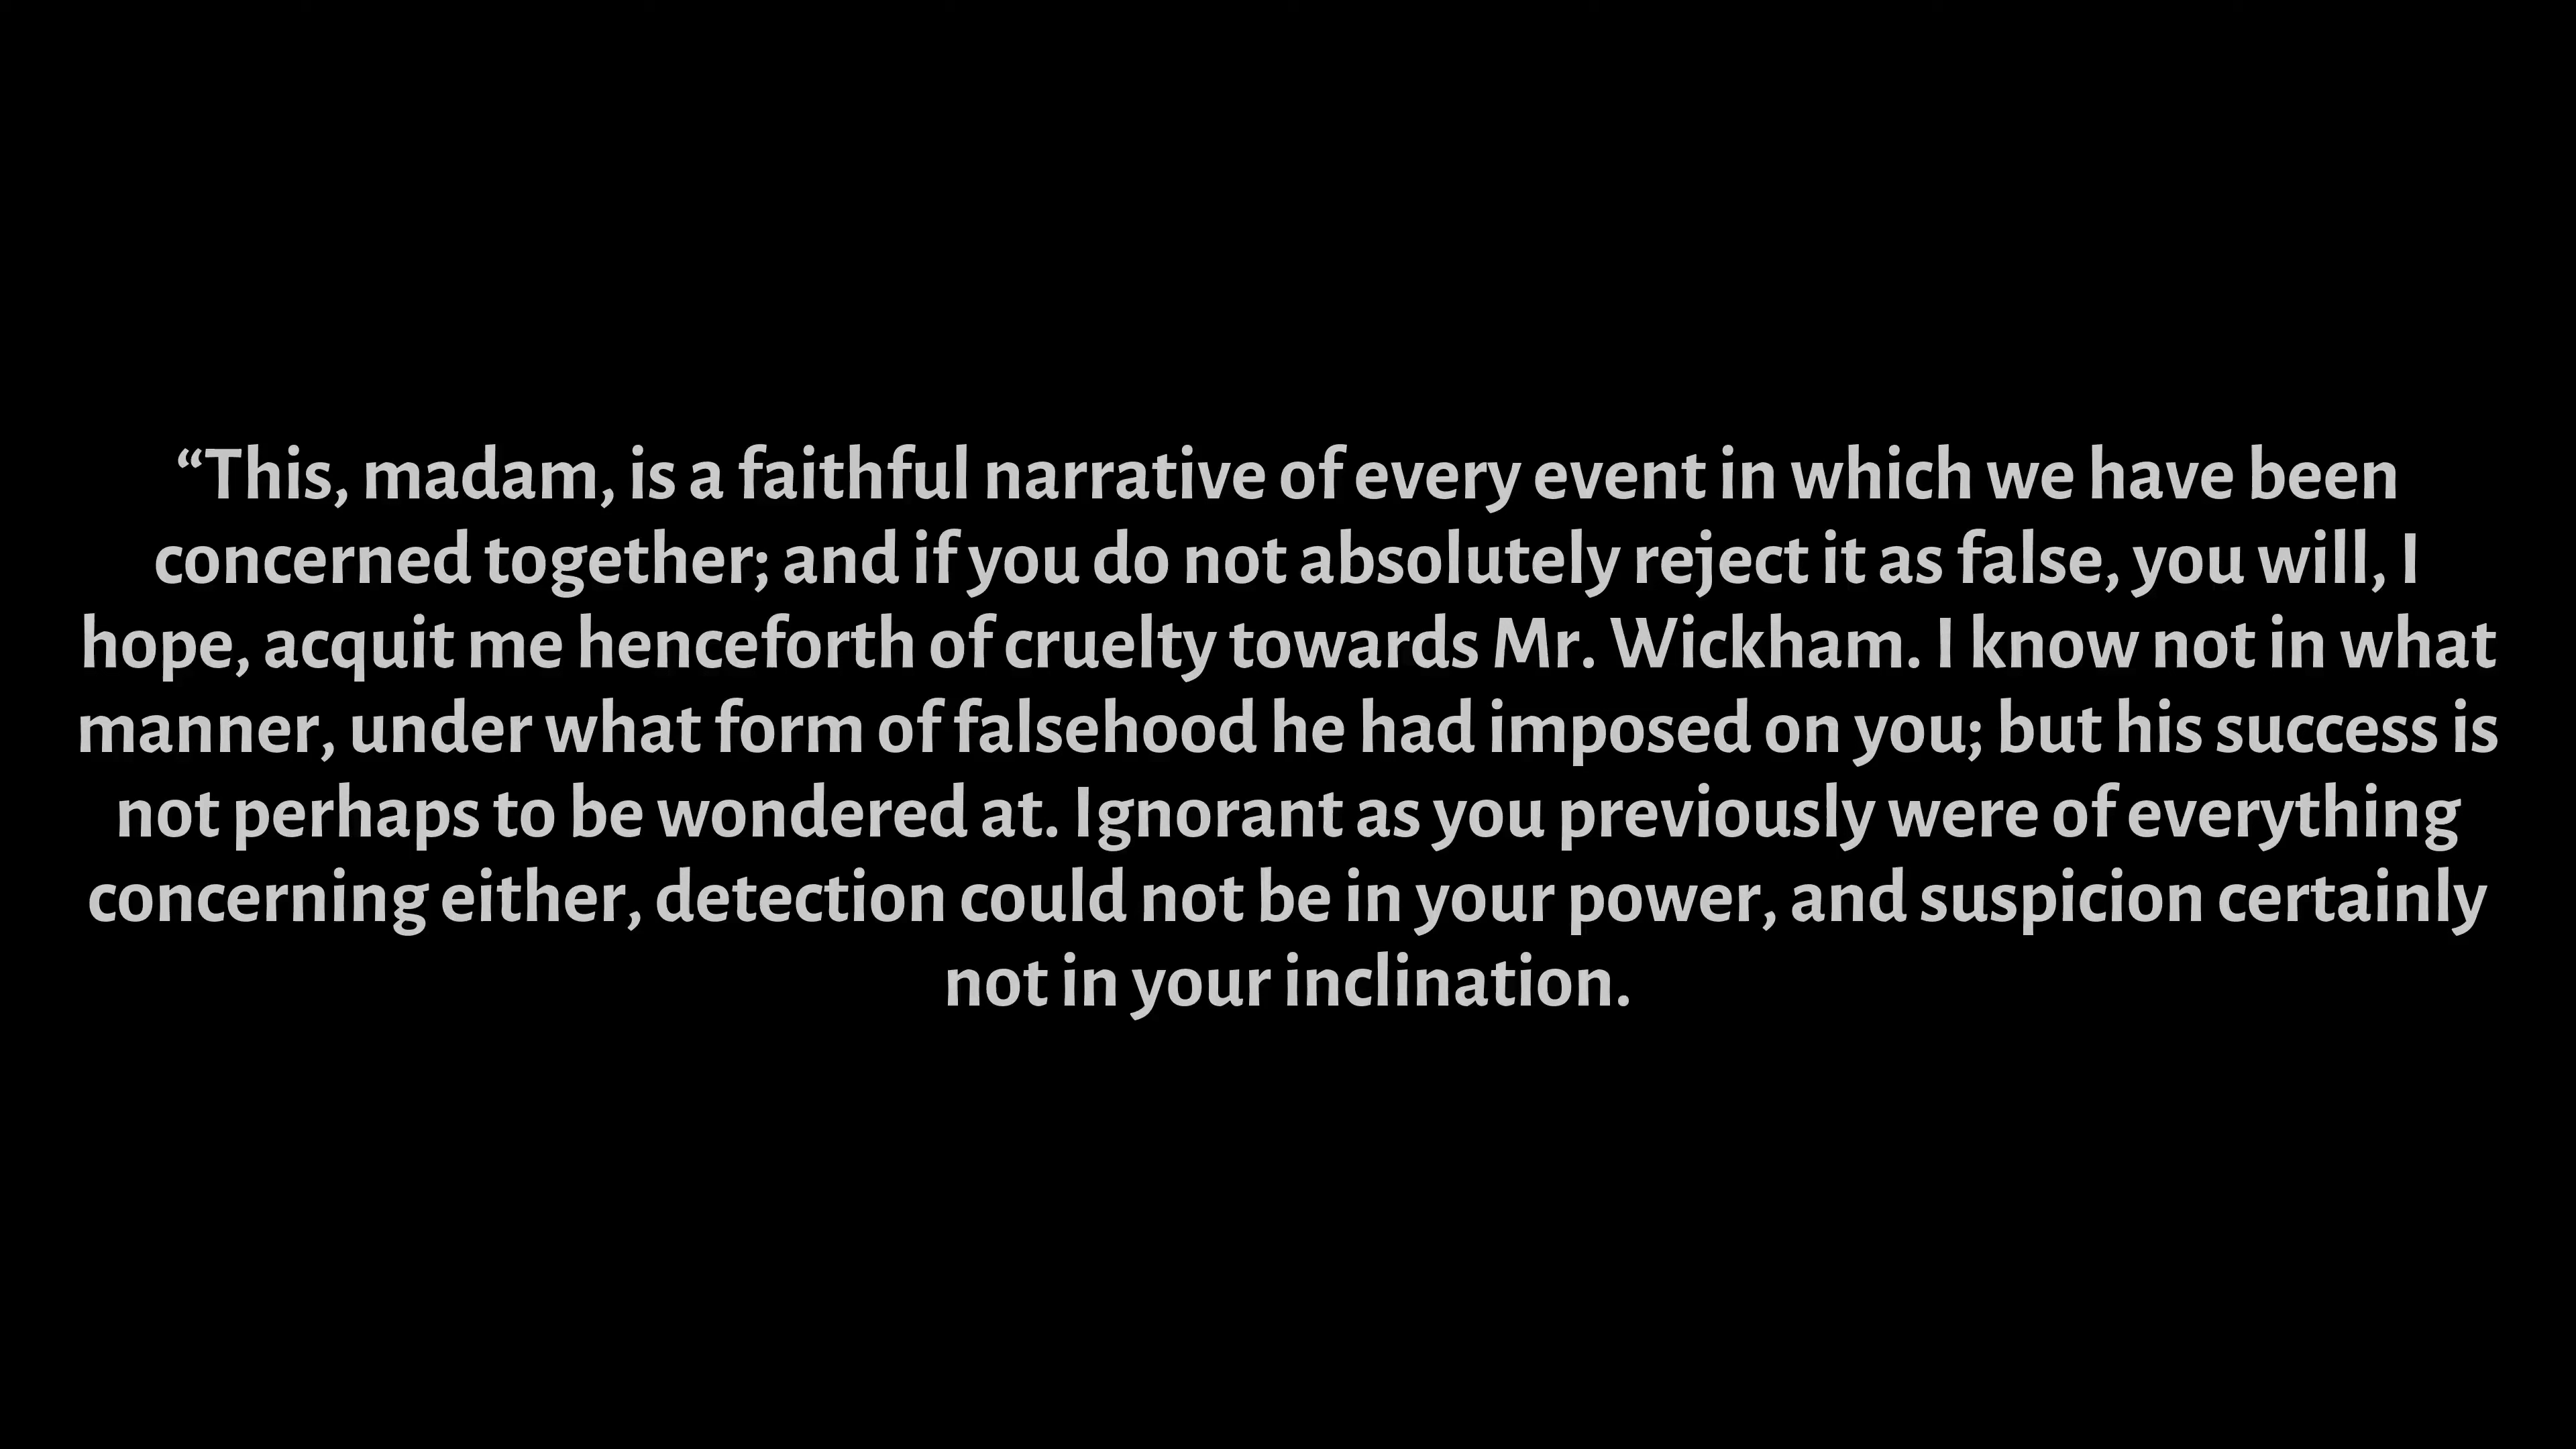 “This, madam, is a faithful narrative of every event in which we have been
concerned together; and if you do not absolutely reject it as false, you will, I
hope, acquit me henceforth of cruelty towards Mr. Wickham. I know not in what
manner, under what form of falsehood he had imposed on you; but his success is
not perhaps to be wondered at. Ignorant as you previously were of everything
concerning either, detection could not be in your power, and suspicion certainly
not in your inclination.